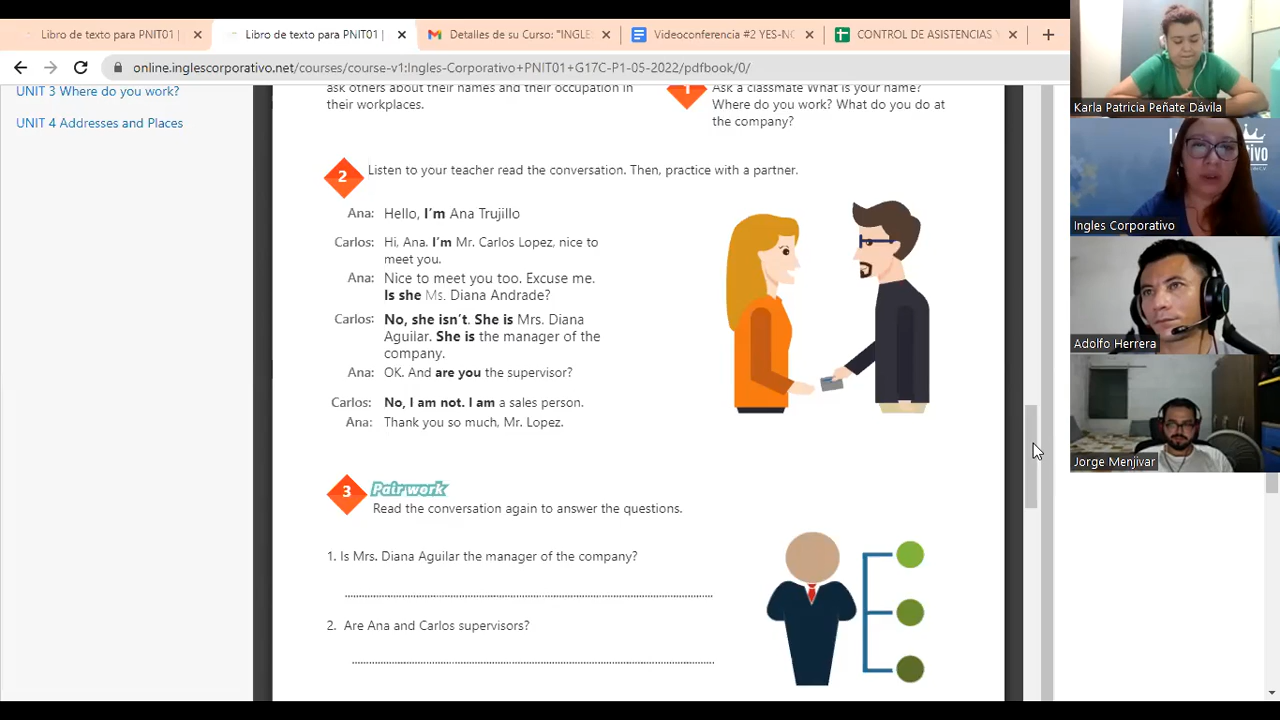 Libro de texto para PNIT01 |
Libro de texto para PNIT01 |
Detalles de su Curso: "INGLES
Videoconferencia #2 YES-NO
CONTROL DE ASISTENCIAS
online.inglescorporativo.net/courses/course-v1:Ingles-Corporativo+PNIT01+G17C-P1-05-2022/pdfbook/0/
UNIT 3 Where do you work?
UNIT 4 Addresses and Places
ask others about their names and their occupation in
their workplaces.
1
Ask a classmate What is your name?
Where do you work? What do you do at
the company?
2
Listen to your teacher read the conversation. Then, practice with a partner.
Ana: Hello, I'm Ana Trujillo
Carlos: Hi, Ana. I'm Mr. Carlos Lopez, nice to
meet you.
Ana: Nice to meet you too. Excuse me.
Is she Ms. Diana Andrade?
Carlos: No, she isn't. She is Mrs. Diana
Aguilar. She is the manager of the
company.
Ana: OK. And are you the supervisor?
Carlos: No, I am not. I am a sales person.
Ana: Thank you so much, Mr. Lopez.
3
Pair work
Read the conversation again to answer the questions.
1. Is Mrs. Diana Aguilar the manager of the company?
2. Are Ana and Carlos supervisors?
Karla Patricia Peñate Dávila
Ingles Corporativo
Adolfo Herrera
Jorge Menjivar